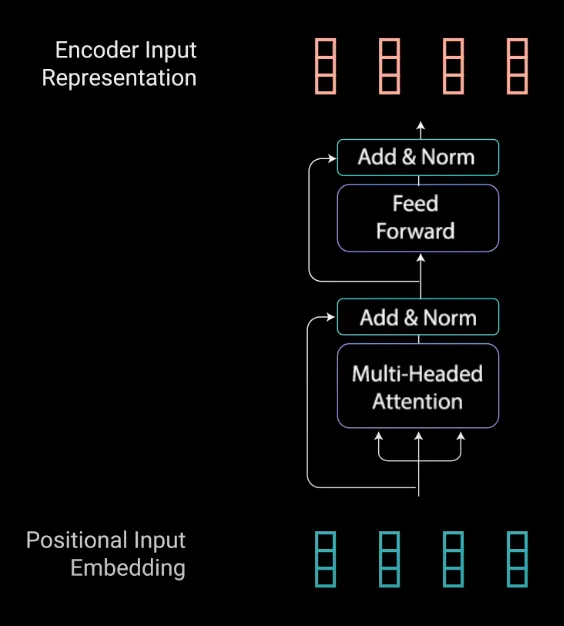 Encoder Input
Representation
Add & Norm
Feed
Forward
Add & Norm
Multi-Headed
Attention
Positional Input
Embedding